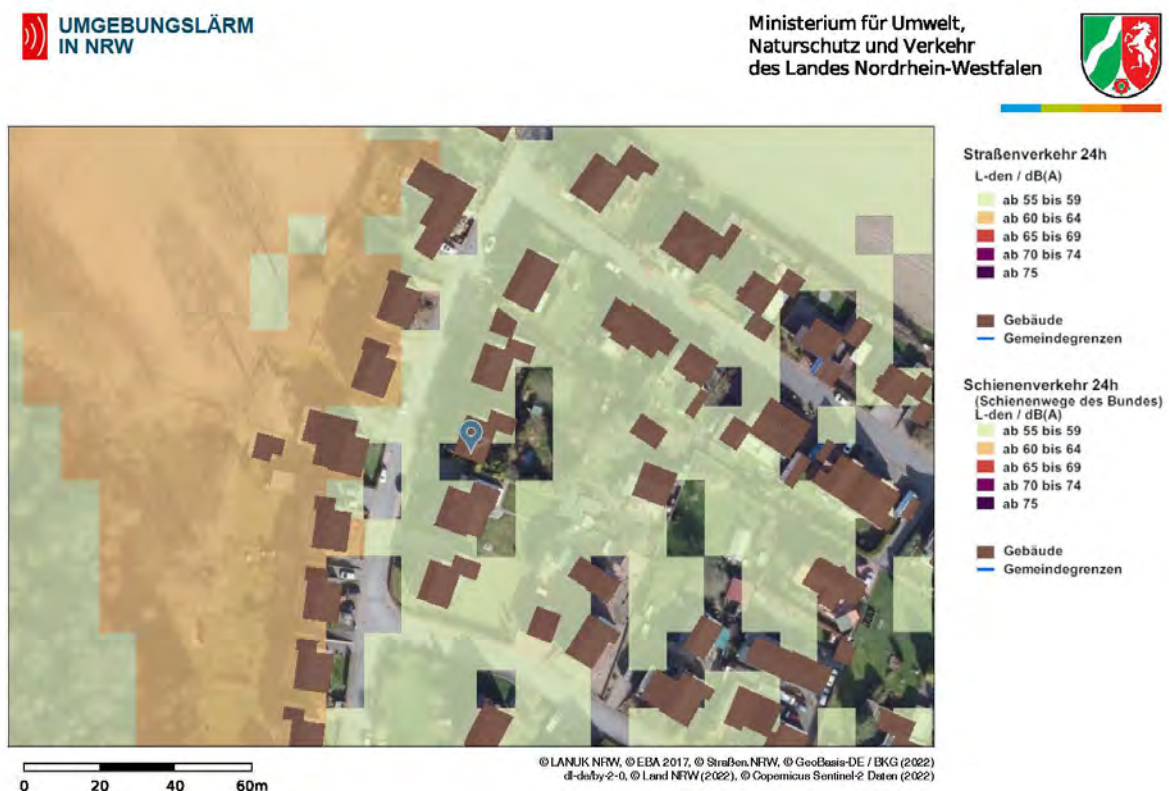 UMGEBUNGSLÄRM
IN NRW
Ministerium für Umwelt,
Naturschutz und Verkehr
des Landes Nordrhein-Westfalen
Straßenverkehr 24h
L-den / dB(A)
ab 55 bis 59
ab 60 bis 64
ab 65 bis 69
ab 70 bis 74
ab 75
Gebäude
Gemeindegrenzen
Schienenverkehr 24h
(Schienenwege des Bundes)
L-den / dB(A)
ab 55 bis 59
ab 60 bis 64
ab 65 bis 69
ab 70 bis 74
ab 75
Gebäude
Gemeindegrenzen
© LANUK NRW, © EBA 2017, © Straßen.NRW, © GeoBasis-DE / BKG (2022)
dl-de/by-2-0, © Land NRW (2022), © Copernicus Sentinel-2 Daten (2022)
0 20 40 60m